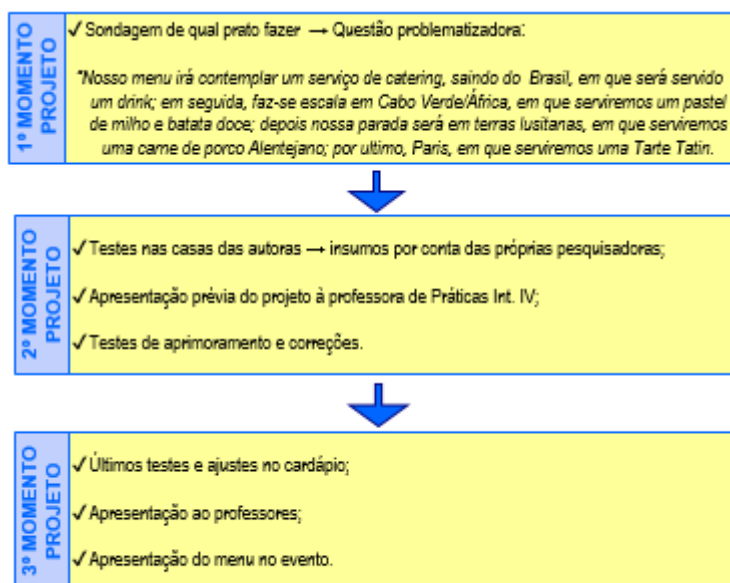 1º MOMENTO
PROJETO
✓ Sondagem de qual prato fazer → Questão problematizadora:
"Nosso menu irá contemplar um serviço de catering, saindo do Brasil, em que será servido
um drink; em seguida, faz-se escala em Cabo Verde/África, em que serviremos um pastel
de milho e batata doce; depois nossa parada será em terras lusitanas, em que serviremos
uma carne de porco Alentejano; por ultimo, Paris, em que serviremos uma Tarte Tatin.
2º MOMENTO
PROJETO
✓ Testes nas casas das autoras → insumos por conta das próprias pesquisadoras;
✓ Apresentação prévia do projeto à professora de Práticas Int. IV;
✓ Testes de aprimoramento e correções.
3º MOMENTO
PROJETO
✓ Últimos testes e ajustes no cardápio;
✓ Apresentação ao professores;
✓ Apresentação do menu no evento.